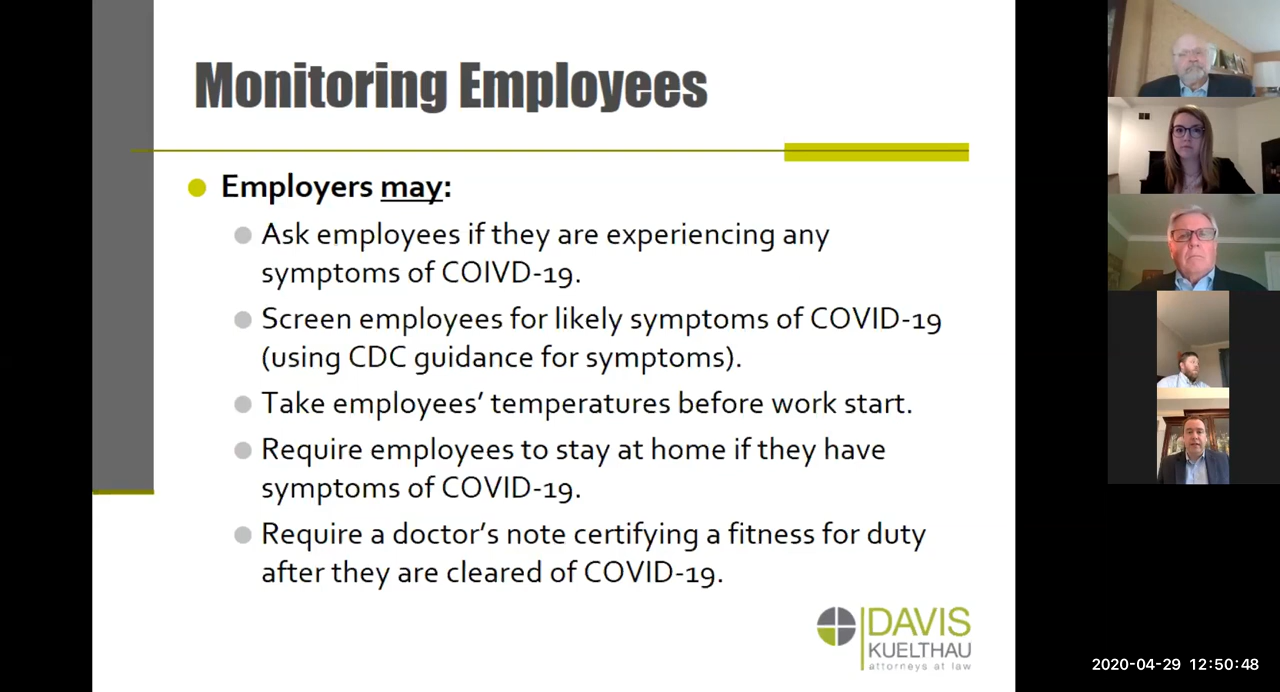 Monitoring Employees
Employers may:
Ask employees if they are experiencing any
symptoms of COIVD-19.
Screen employees for likely symptoms of COVID-19
(using CDC guidance for symptoms).
Take employees’ temperatures before work start.
Require employees to stay at home if they have
symptoms of COVID-19.
Require a doctor’s note certifying a fitness for duty
after they are cleared of COVID-19.
DAVIS
KUELTHAU
attorneys at law
2020-04-29 12:50:48